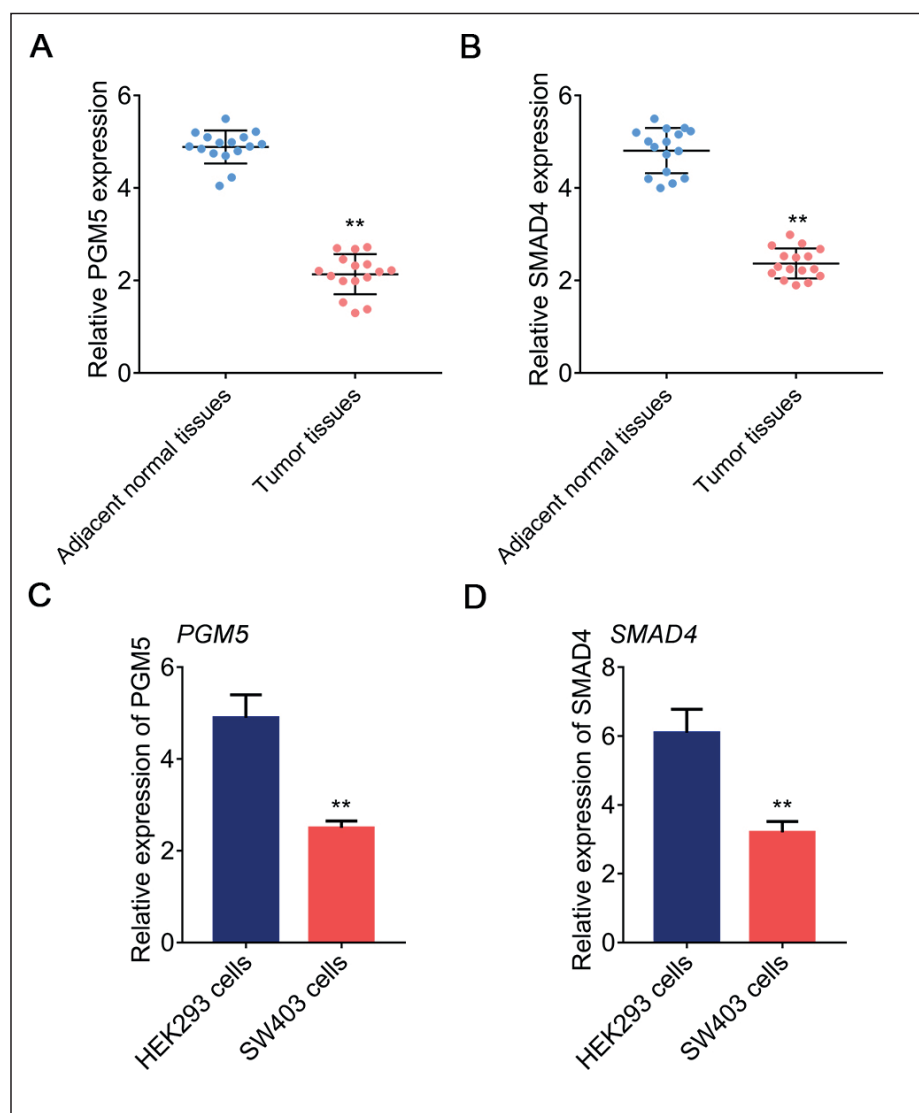 A
Relative PGM5 expression
6
4
2
0
**
Adjacent normal tissues
Tumor tissues
B
Relative SMAD4 expression
6
4
2
0
**
Adjacent normal tissues
Tumor tissues
C
PGM5
Relative expression of PGM5
6
4
2
0
**
HEK293 cells
SW403 cells
D
SMAD4
Relative expression of SMAD4
8
6
4
2
0
**
HEK293 cells
SW403 cells